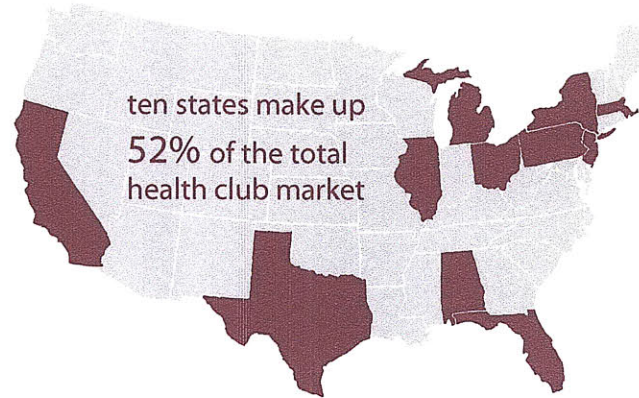 ten states make up
52% of the total
health club market